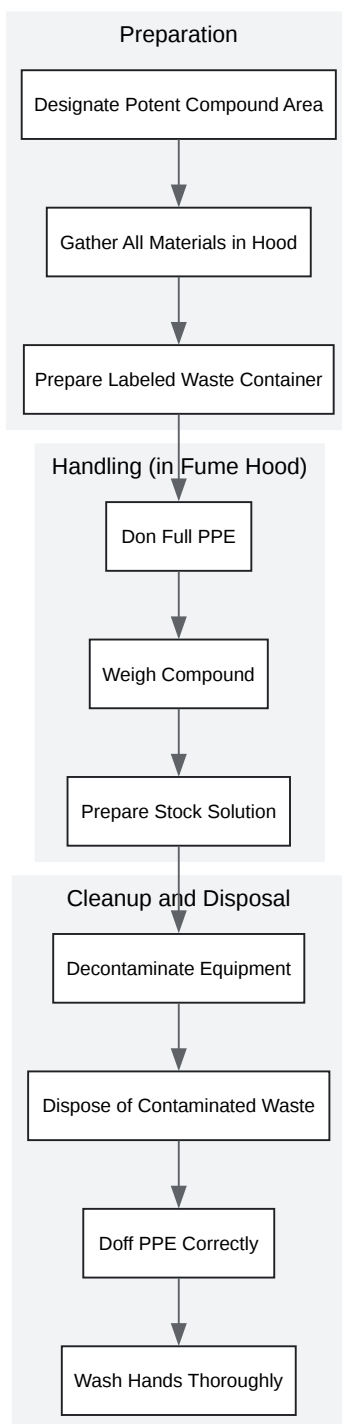 Preparation
Designate Potent Compound Area
Gather All Materials in Hood
Prepare Labeled Waste Container
Handling (in Fume Hood)
Don Full PPE
Weigh Compound
Prepare Stock Solution
Cleanup and Disposal
Decontaminate Equipment
Dispose of Contaminated Waste
Doff PPE Correctly
Wash Hands Thoroughly